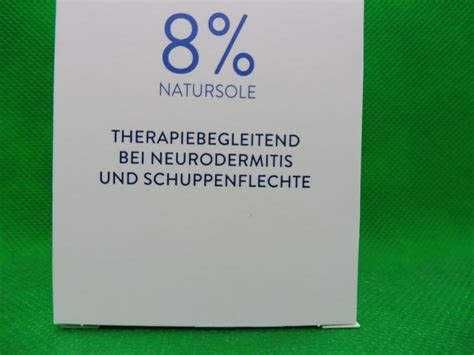 8%
NATURSOLE
THERAPIEBEGLEITEND
BEI NEURODERMITIS
UND SCHUPPENFLECHTE